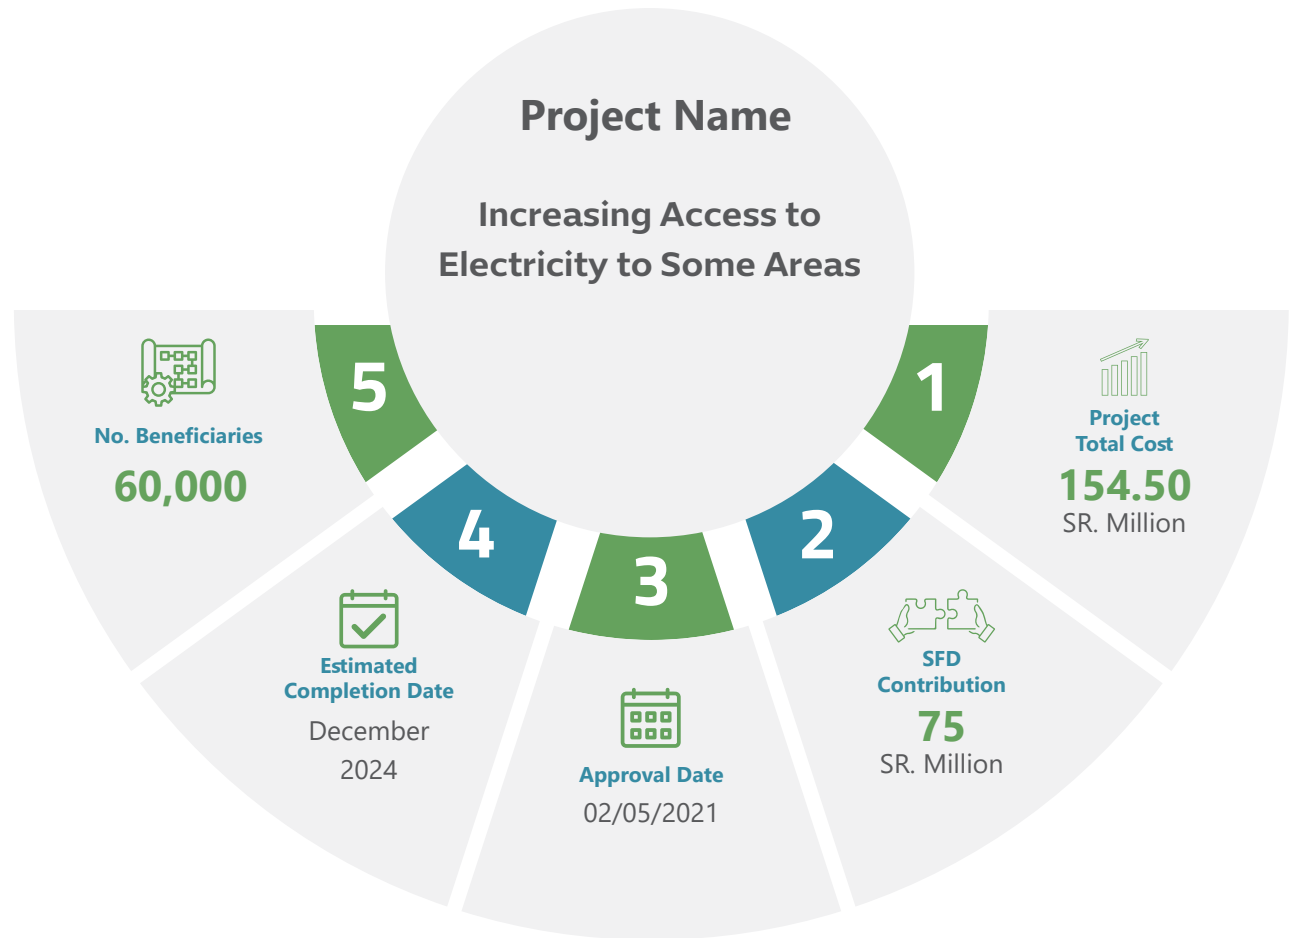 Project Name
Increasing Access to
Electricity to Some Areas
1
Project
Total Cost
154.50
SR. Million
2
SFD
Contribution
75
SR. Million
3
Approval Date
02/05/2021
4
Estimated
Completion Date
December
2024
5
No. Beneficiaries
60,000